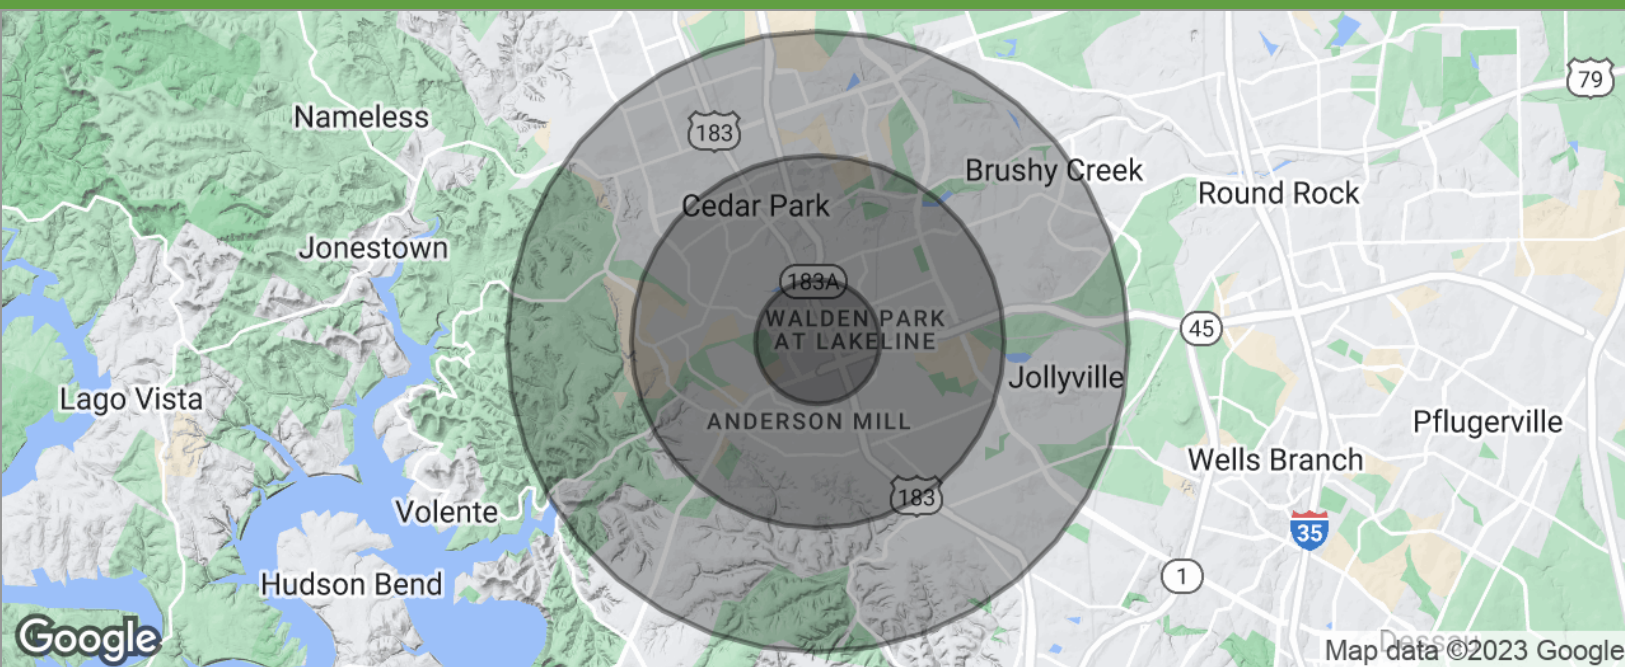 79
Nameless
183
Brushy Creek
Cedar Park
Round Rock
Jonestown
183A
WALDEN PARK
AT LAKELINE
45
Jollyville
Lago Vista
ANDERSON MILL
Pflugerville
Wells Branch
183
Volente
35
1
Hudson Bend
Google
Dessau
Map data ©2023 Google